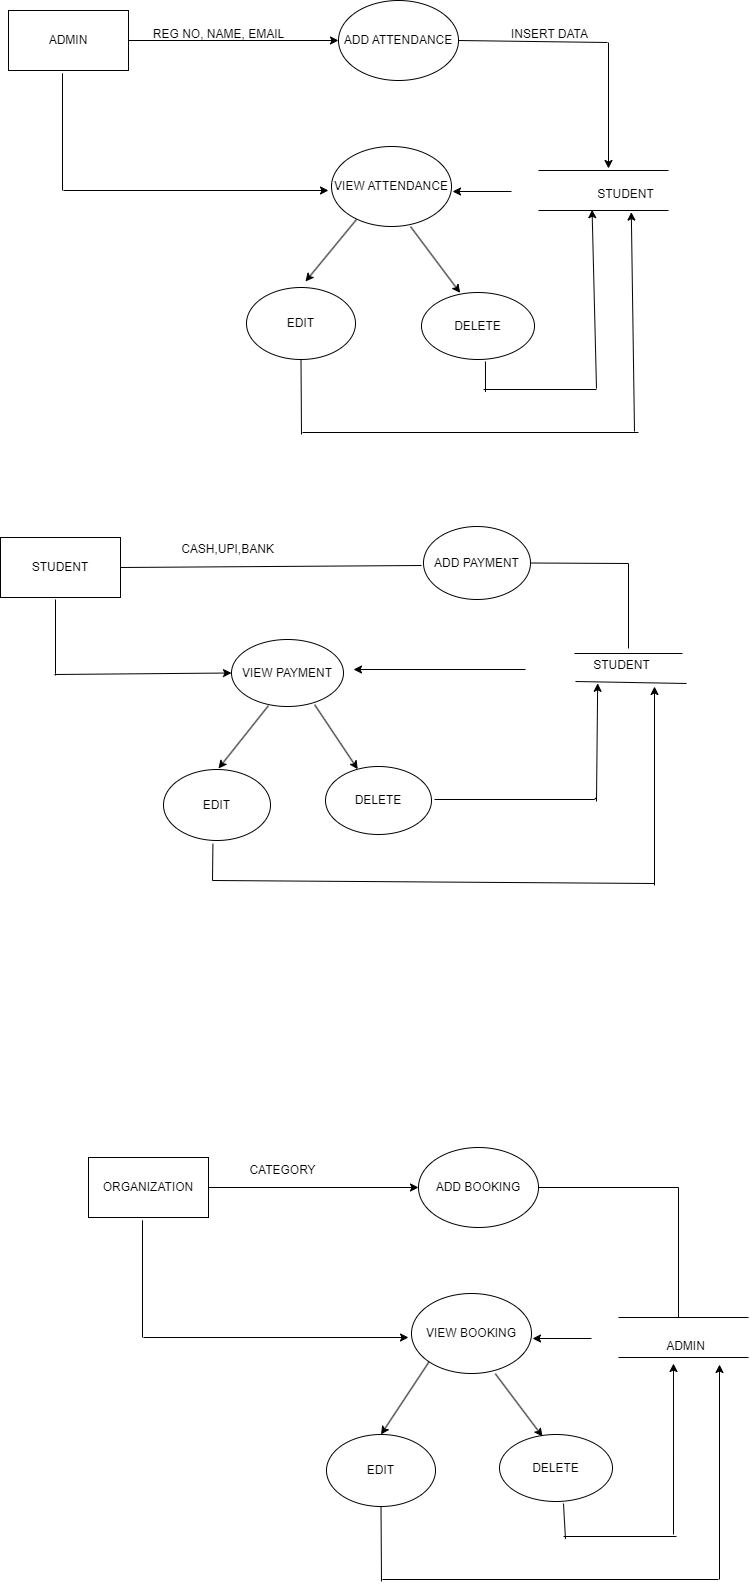 ADMIN
REG NO, NAME, EMAIL
ADD ATTENDANCE
INSERT DATA
VIEW ATTENDANCE
STUDENT
EDIT
DELETE
CASH,UPI,BANK
ADD PAYMENT
STUDENT
STUDENT
VIEW PAYMENT
EDIT
DELETE
CATEGORY
ORGANIZATION
ADD BOOKING
VIEW BOOKING
ADMIN
EDIT
DELETE